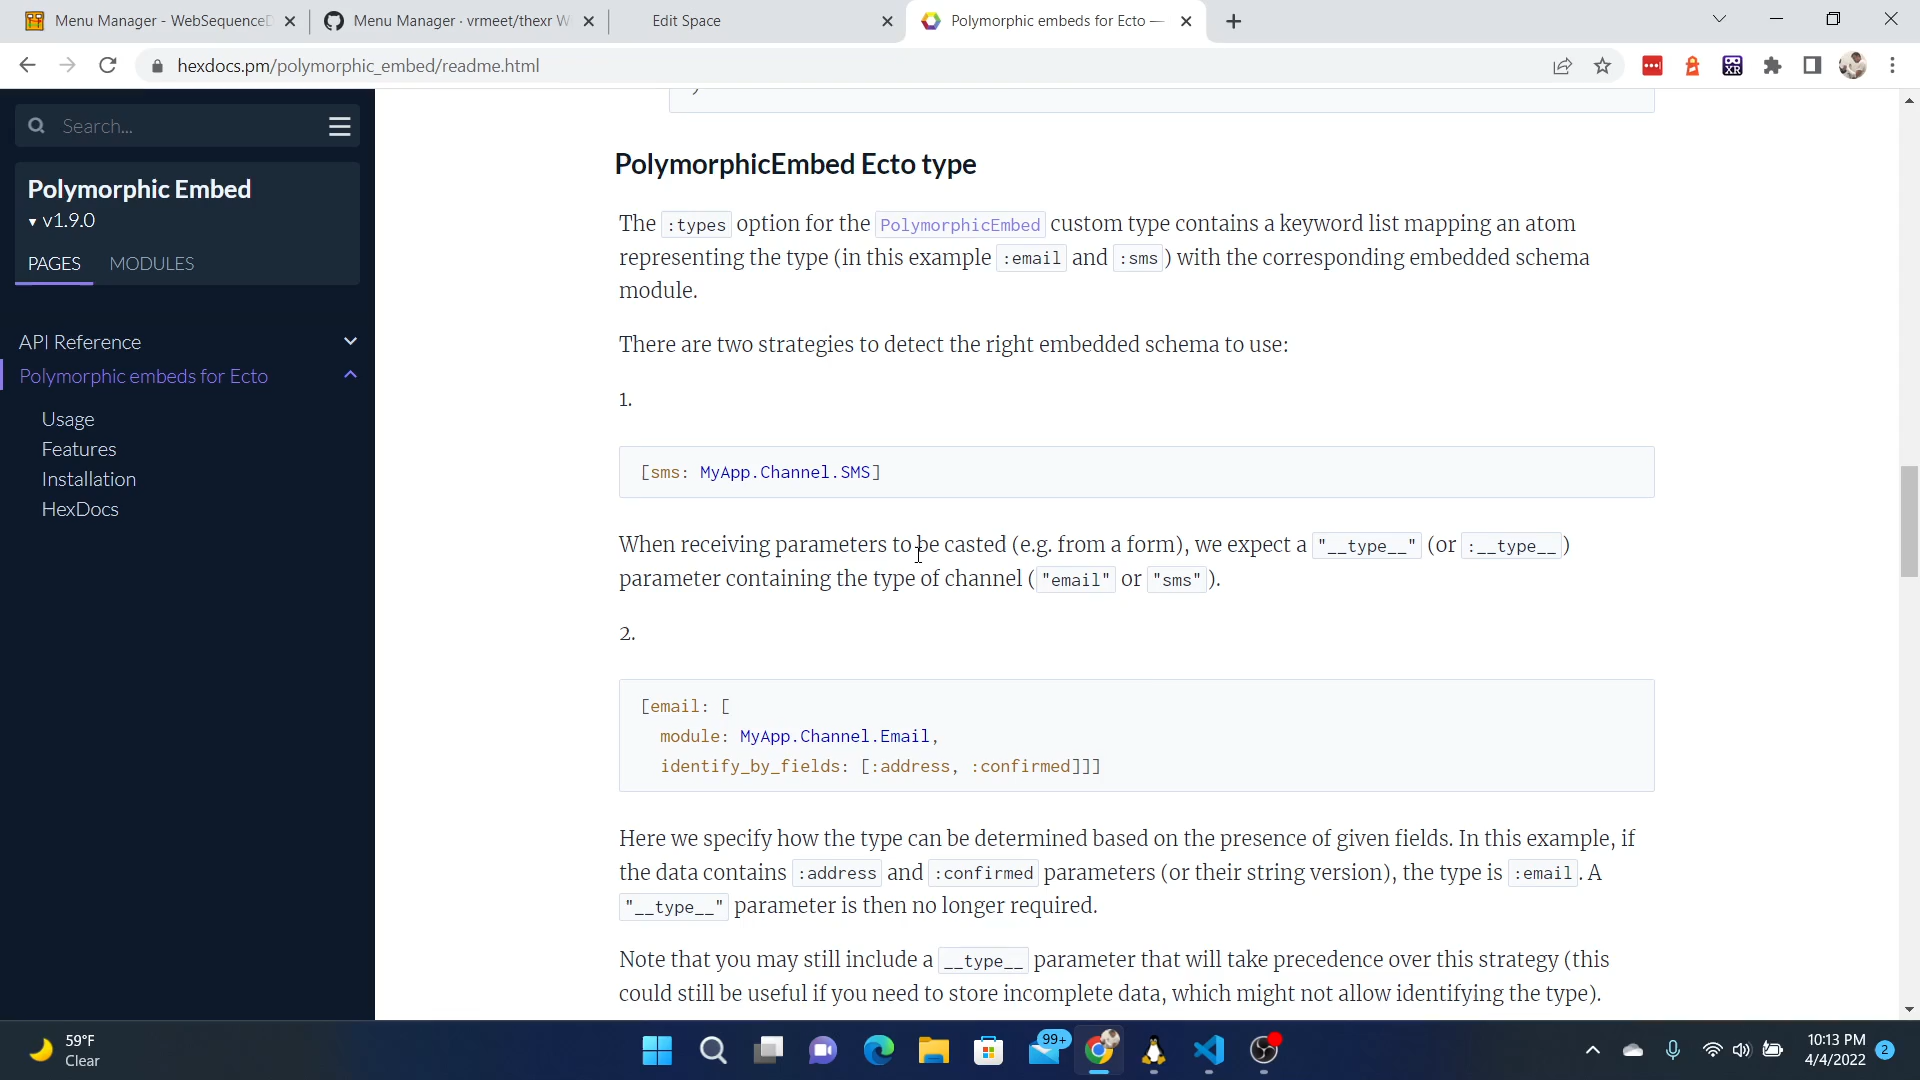 Menu Manager - WebSequenceD
Menu Manager · vrmeet/thexr W
Edit Space
Polymorphic embeds for Ecto —
hexdocs.pm/polymorphic_embed/readme.html
XR
Search...
Polymorphic Embed
v1.9.0
PAGES
MODULES
API Reference
Polymorphic embeds for Ecto
Usage
Features
Installation
HexDocs
)
PolymorphicEmbed Ecto type
The :types option for the PolymorphicEmbed custom type contains a keyword list mapping an atom
representing the type (in this example :email and :sms ) with the corresponding embedded schema
module.
There are two strategies to detect the right embedded schema to use:
1.
[sms: MyApp.Channel.SMS]
When receiving parameters to be casted (e.g. from a form), we expect a "__type__" (or :__type__ )
parameter containing the type of channel ( "email" or "sms" ).
2.
[email: [
module: MyApp.Channel.Email,
identify_by_fields: [:address, :confirmed]]]
Here we specify how the type can be determined based on the presence of given fields. In this example, if
the data contains :address and :confirmed parameters (or their string version), the type is :email . A
"__type__" parameter is then no longer required.
Note that you may still include a __type__ parameter that will take precedence over this strategy (this
could still be useful if you need to store incomplete data, which might not allow identifying the type).
59°F
Clear
99+
10:13 PM
4/4/2022
2